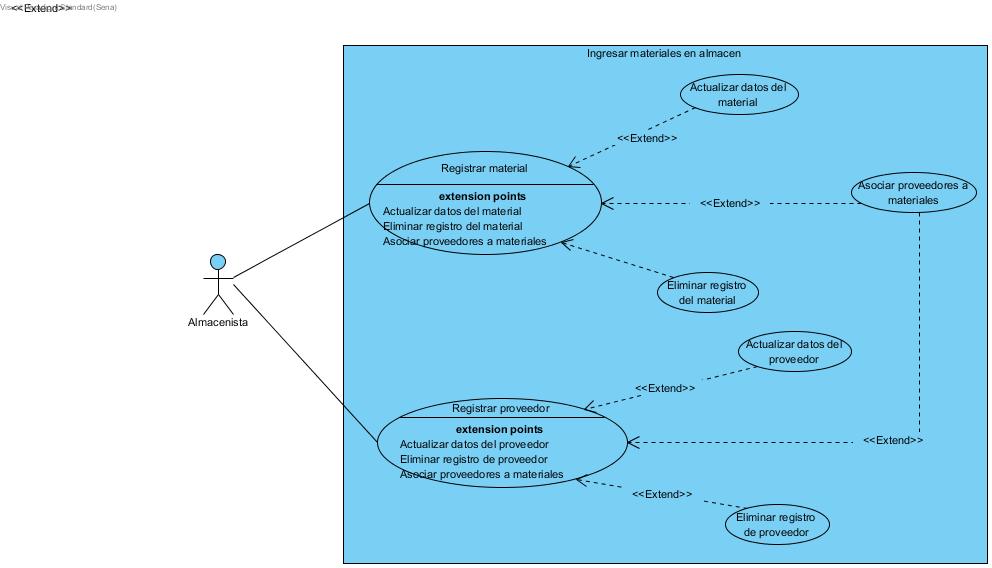 <<Extend>>
Ingresar materiales en almacen
Actualizar datos del
material
<<Extend>>
Registrar material
extension points
Actualizar datos del material
Eliminar registro del material
Asociar proveedores a materiales
<<Extend>>
Asociar proveedores a
materiales
Eliminar registro
del material
Almacenista
Actualizar datos del
proveedor
<<Extend>>
Registrar proveedor
extension points
Actualizar datos del proveedor
Eliminar registro de proveedor
Asociar proveedores a materiales
<<Extend>>
<<Extend>>
Eliminar registro
de proveedor